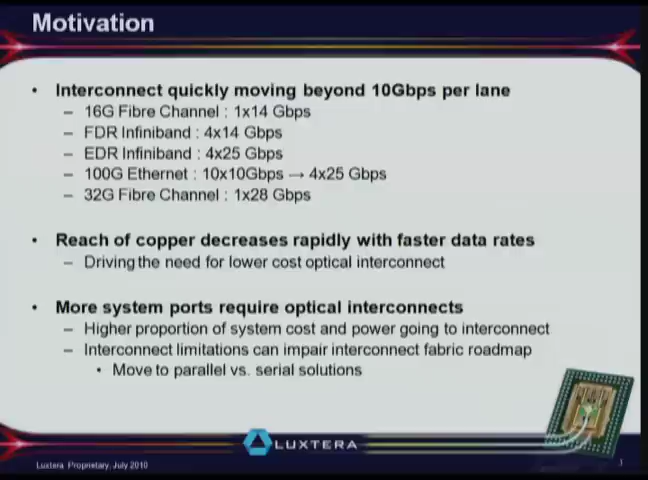 Motivation
• Interconnect quickly moving beyond 10Gbps per lane
– 16G Fibre Channel : 1x14 Gbps
– FDR Infiniband : 4x14 Gbps
– EDR Infiniband : 4x25 Gbps
– 100G Ethernet : 10x10Gbps → 4x25 Gbps
– 32G Fibre Channel : 1x28 Gbps
• Reach of copper decreases rapidly with faster data rates
– Driving the need for lower cost optical interconnect
• More system ports require optical interconnects
– Higher proportion of system cost and power going to interconnect
– Interconnect limitations can impair interconnect fabric roadmap
• Move to parallel vs. serial solutions
LUXTERA
Luxtera Proprietary, July 2010
3